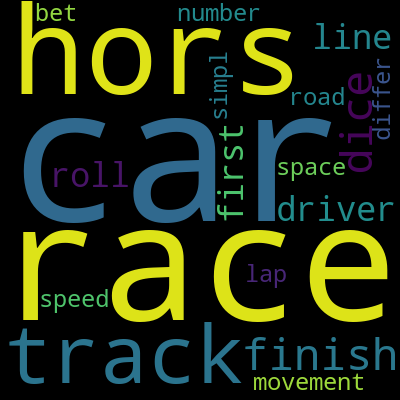 bet
number
hors
line
simpl
differ
dice
road
car
first
roll
space
driver
race
lap
speed
track
finish
movement